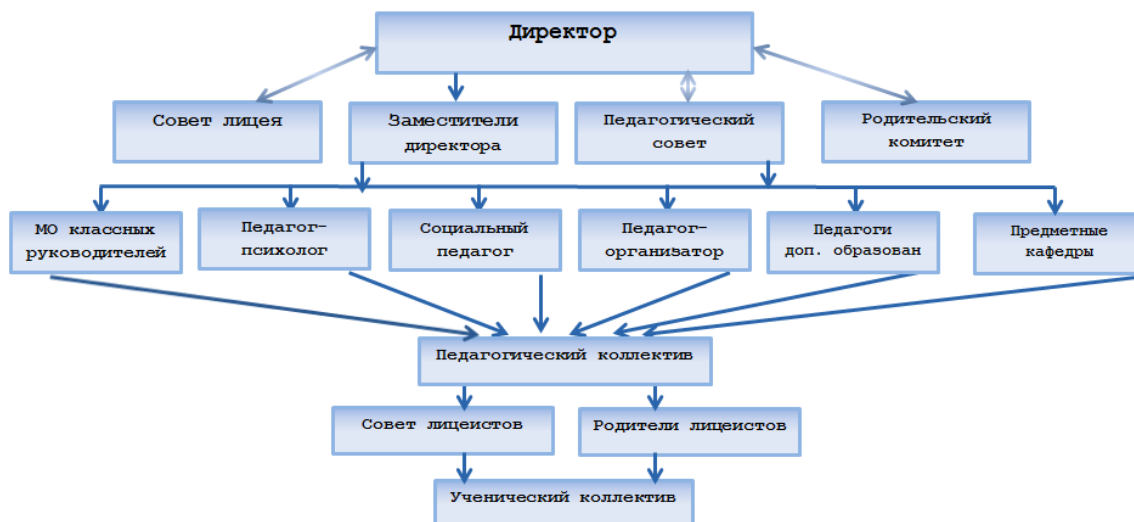 Директор
Совет лицея
Заместители
директора
Педагогический
совет
Родительский
комитет
МО классных
руководителей
Педагог-
психолог
Социальный
педагог
Педагог-
организатор
Педагоги
доп. образован
Предметные
кафедры
Педагогический коллектив
Совет лицеистов
Родители лицеистов
Ученический коллектив